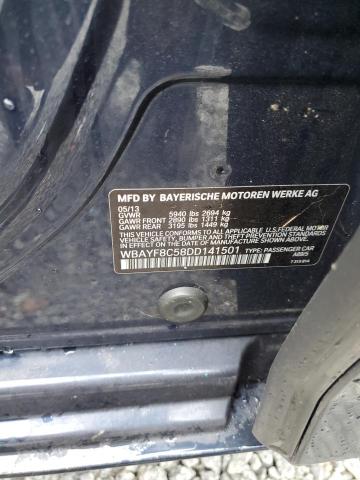 MFD BY BAYERISCHE MOTOREN WERKE AG
05/13
GVWR 5940 lbs 2694 kg
GAWR FRONT 2890 lbs 1311 kg
GAWR REAR 3195 lbs 1449 kg
THIS VEHICLE CONFORMS TO ALL APPLICABLE U.S. FEDERAL MOTOR
VEHICLE SAFETY, BUMPER, AND THEFT PREVENTION
STANDARDS IN EFFECT ON THE DATE OF
MANUFACTURE SHOWN ABOVE.
WBAYF8C58DD141501 TYPE: PASSENGER CAR